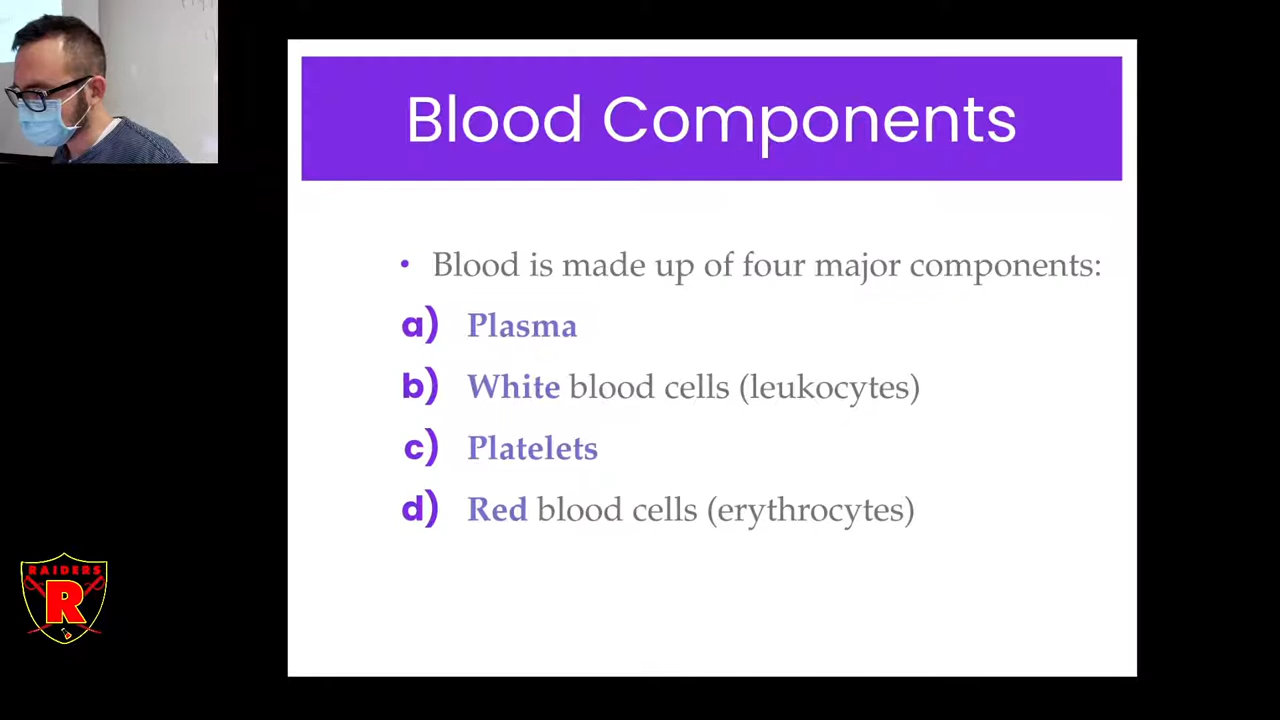 Blood Components
• Blood is made up of four major components:
a) Plasma
b) White blood cells (leukocytes)
c) Platelets
d) Red blood cells (erythrocytes)
RAIDERS
R